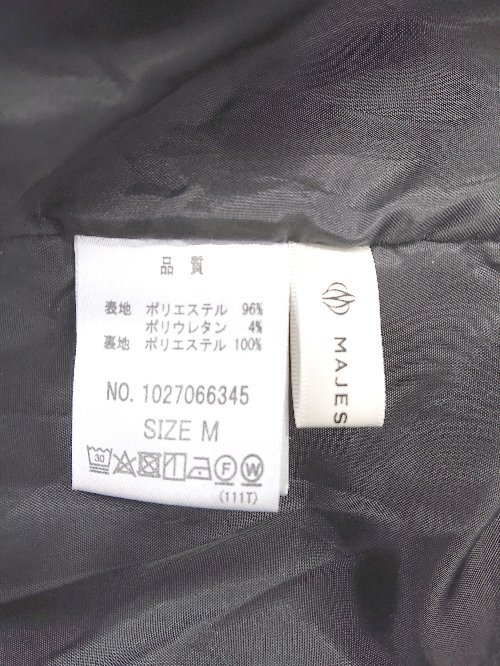 品質
表地 ポリエステル 96%
ポリウレタン 4%
裏地 ポリエステル 100%
NO. 1027066345
SIZE M
30 F W
(111T)
MAJES